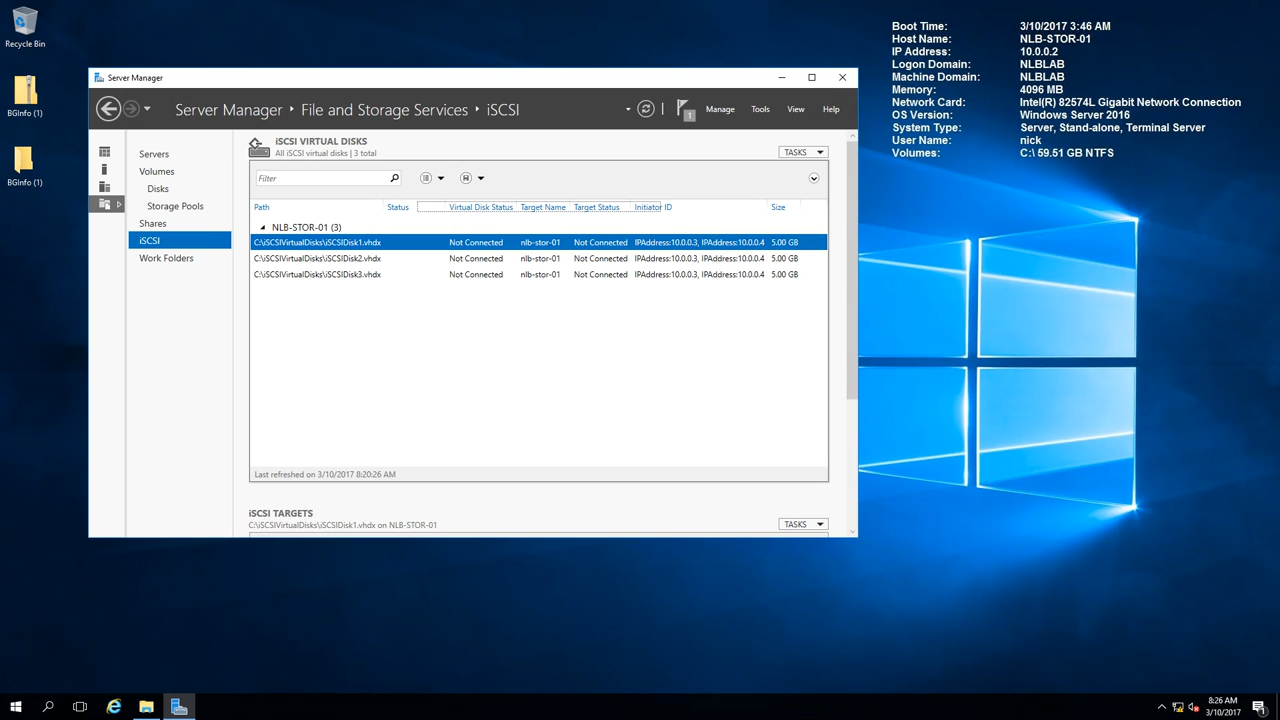 Recycle Bin
BGInfo (1)
BGInfo (1)
Boot Time: 3/10/2017 3:46 AM
Host Name: NLB-STOR-01
IP Address: 10.0.0.2
Logon Domain: NLBLAB
Machine Domain: NLBLAB
Memory: 4096 MB
Network Card: Intel(R) 82574L Gigabit Network Connection
OS Version: Windows Server 2016
System Type: Server, Stand-alone, Terminal Server
User Name: nick
Volumes: C:\ 59.51 GB NTFS
Server Manager
Server Manager File and Storage Services iSCSI
1 Manage Tools View Help
Servers
Volumes
Disks
Storage Pools
Shares
iSCSI
Work Folders
iSCSI VIRTUAL DISKS
All iSCSI virtual disks | 3 total
TASKS
Filter
Path Status Virtual Disk Status Target Name Target Status Initiator ID Size
NLB-STOR-01 (3)
C:\iSCSIVirtualDisks\iSCSIDisk1.vhdx Not Connected nlb-stor-01 Not Connected IPAddress:10.0.0.3, IPAddress:10.0.0.4 5.00 GB
C:\iSCSIVirtualDisks\iSCSIDisk2.vhdx Not Connected nlb-stor-01 Not Connected IPAddress:10.0.0.3, IPAddress:10.0.0.4 5.00 GB
C:\iSCSIVirtualDisks\iSCSIDisk3.vhdx Not Connected nlb-stor-01 Not Connected IPAddress:10.0.0.3, IPAddress:10.0.0.4 5.00 GB
Last refreshed on 3/10/2017 8:20:26 AM
iSCSI TARGETS
C:\iSCSIVirtualDisks\iSCSIDisk1.vhdx on NLB-STOR-01
TASKS
8:26 AM
3/10/2017
1